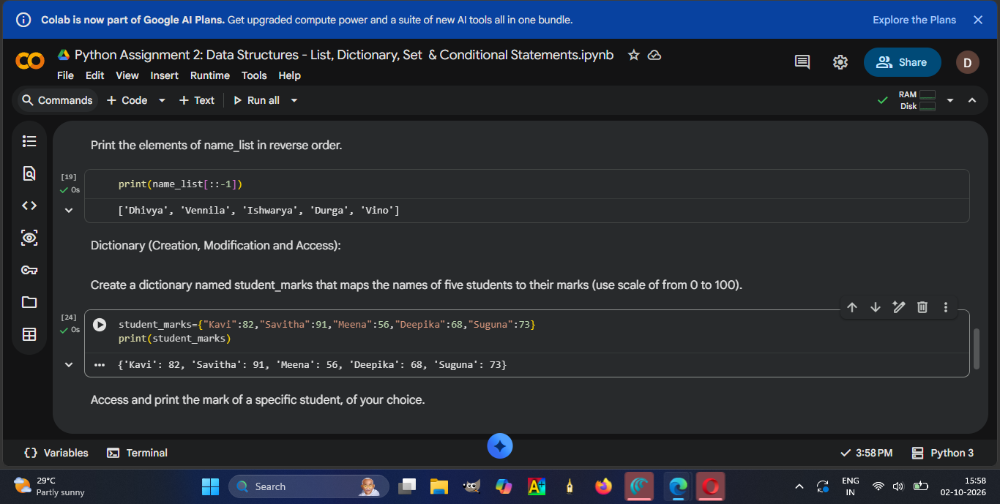 Colab is now part of Google AI Plans. Get upgraded compute power and a suite of new AI tools all in one bundle. Explore the Plans
Python Assignment 2: Data Structures - List, Dictionary, Set & Conditional Statements.ipynb
Share
D
File Edit View Insert Runtime Tools Help
Commands + Code + Text Run all
RAM
Disk
Print the elements of name_list in reverse order.
[19]
print(name_list[::-1])
0s
['Dhivya', 'Vennila', 'Ishwarya', 'Durga', 'Vino']
Dictionary (Creation, Modification and Access):
Create a dictionary named student_marks that maps the names of five students to their marks (use scale of from 0 to 100).
[24]
student_marks={"Kavi":82,"Savitha":91,"Meena":56,"Deepika":68,"Suguna":73}
0s
print(student_marks)
{'Kavi': 82, 'Savitha': 91, 'Meena': 56, 'Deepika': 68, 'Suguna': 73}
Access and print the mark of a specific student, of your choice.
{} Variables Terminal 3:58 PM Python 3
29°C
Partly sunny
Search
ENG
IN
15:58
02-10-2026